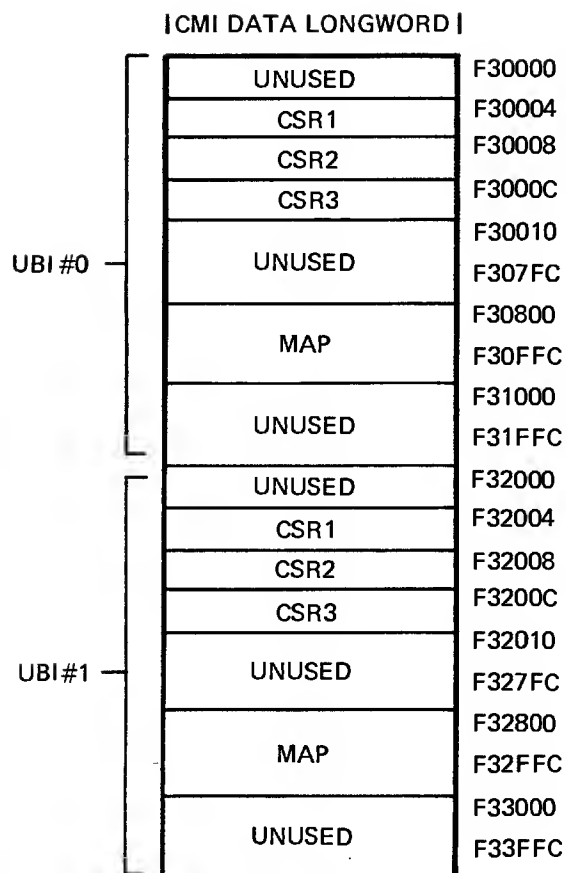 |CMI DATA LONGWORD|
UNUSED F30000
CSR1 F30004
CSR2 F30008
CSR3 F3000C
F30010
UBI #0 UNUSED
F307FC
F30800
MAP
F30FFC
F31000
UNUSED
F31FFC
UNUSED F32000
CSR1 F32004
CSR2 F32008
CSR3 F3200C
F32010
UBI#1 UNUSED
F327FC
F32800
MAP
F32FFC
F33000
UNUSED
F33FFC